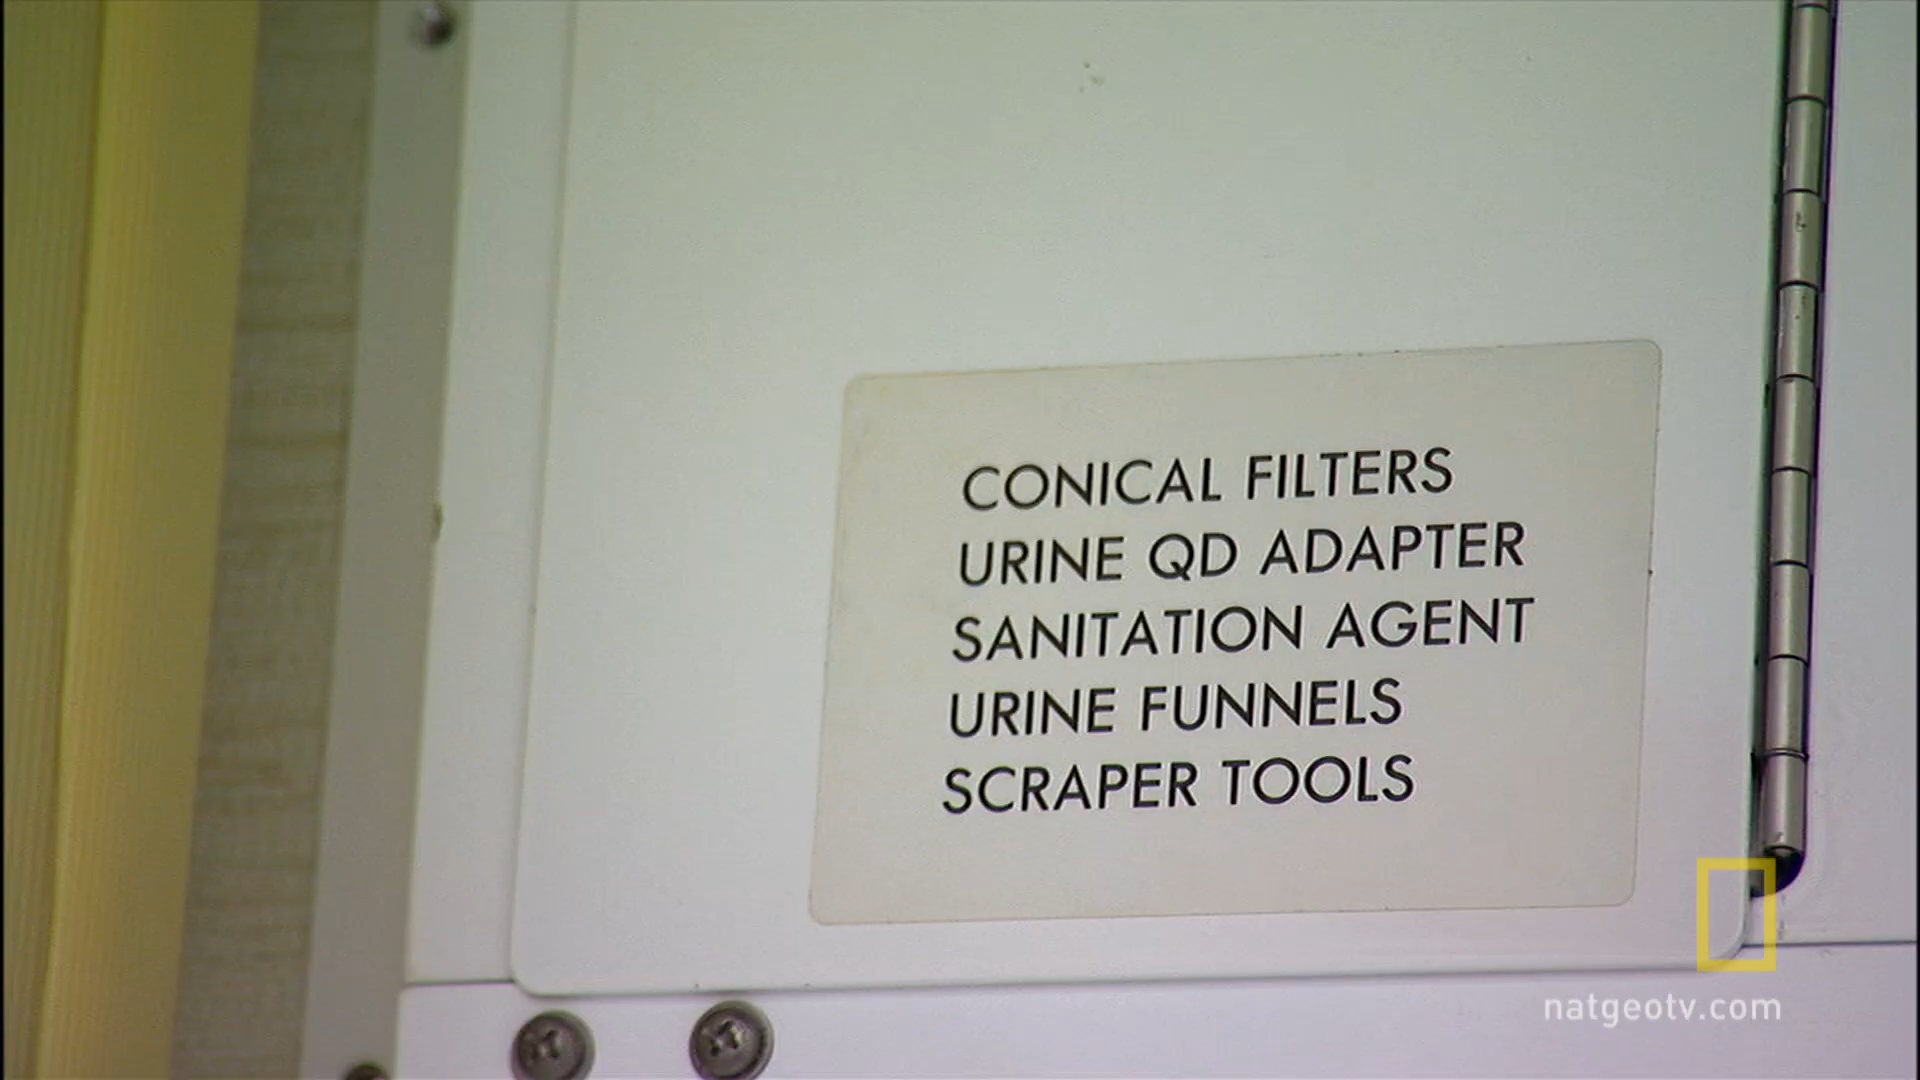 CONICAL FILTERS
URINE QD ADAPTER
SANITATION AGENT
URINE FUNNELS
SCRAPER TOOLS
natgeotv.com